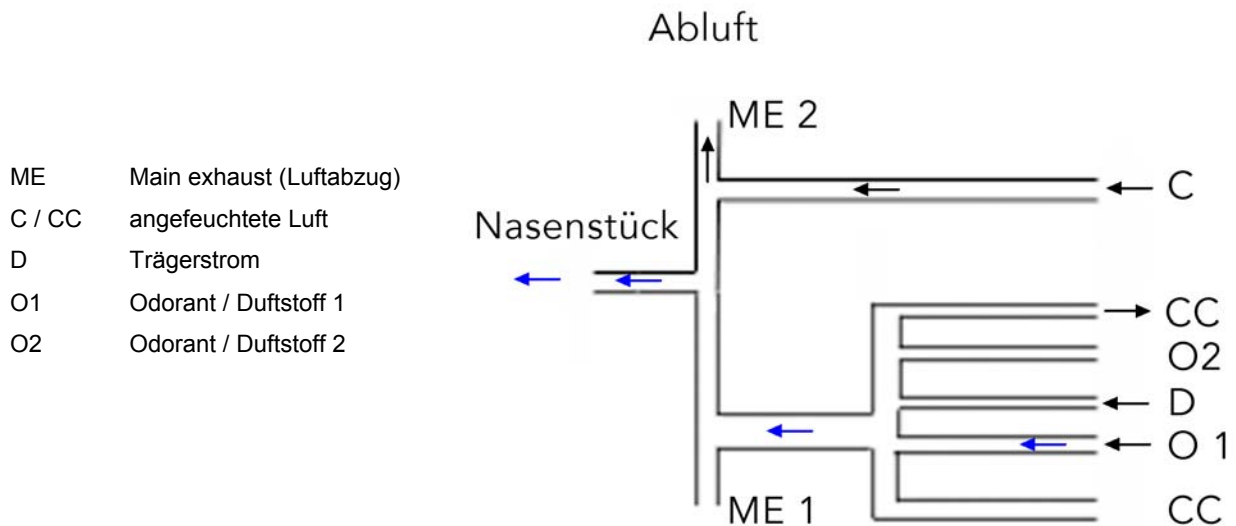 Abluft
ME 2
ME Main exhaust (Luftabzug)
C / CC angefeuchtete Luft
D Trägerstrom
O1 Odorant / Duftstoff 1
O2 Odorant / Duftstoff 2
C
Nasenstück
CC
O2
D
O 1
CC
ME 1